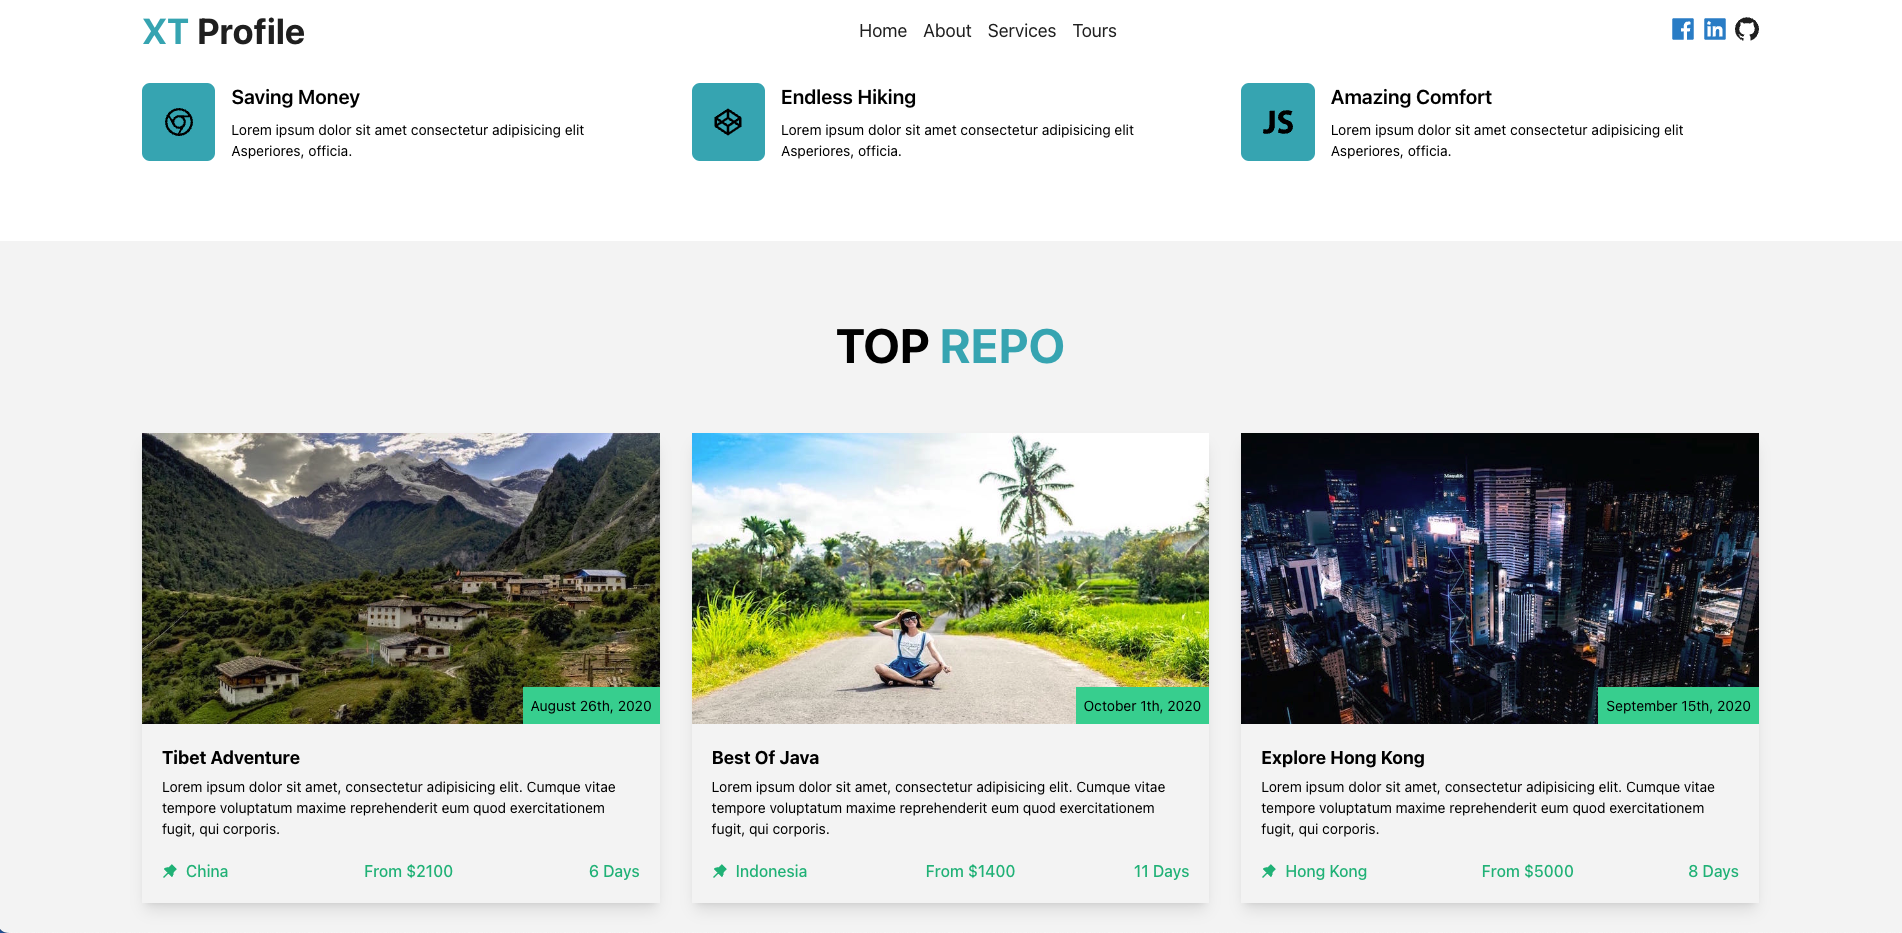 XT Profile
Home About Services Tours
Saving Money
Lorem ipsum dolor sit amet consectetur adipisicing elit
Asperiores, officia.
Endless Hiking
Lorem ipsum dolor sit amet consectetur adipisicing elit
Asperiores, officia.
JS
Amazing Comfort
Lorem ipsum dolor sit amet consectetur adipisicing elit
Asperiores, officia.
TOP REPO
August 26th, 2020
Tibet Adventure
Lorem ipsum dolor sit amet, consectetur adipisicing elit. Cumque vitae
tempore voluptatum maxime reprehenderit eum quod exercitationem
fugit, qui corporis.
China From $2100 6 Days
October 1th, 2020
Best Of Java
Lorem ipsum dolor sit amet, consectetur adipisicing elit. Cumque vitae
tempore voluptatum maxime reprehenderit eum quod exercitationem
fugit, qui corporis.
Indonesia From $1400 11 Days
Manulife
September 15th, 2020
Explore Hong Kong
Lorem ipsum dolor sit amet, consectetur adipisicing elit. Cumque vitae
tempore voluptatum maxime reprehenderit eum quod exercitationem
fugit, qui corporis.
Hong Kong From $5000 8 Days